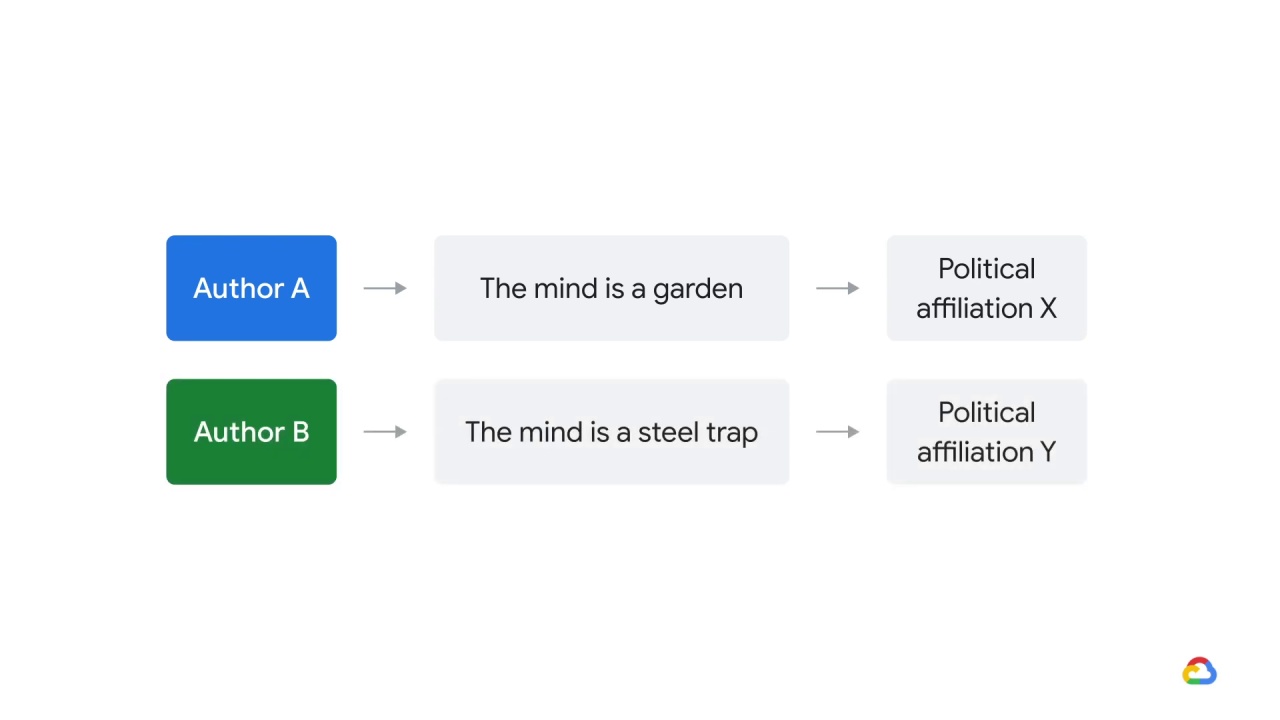 Author A
The mind is a garden
Political
affiliation X
Author B
The mind is a steel trap
Political
affiliation Y